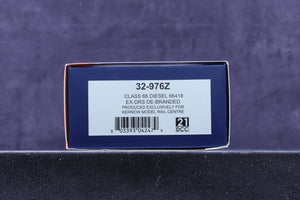 32-976Z
CLASS 66 DIESEL 66416
EX-DRS DE-BRANDED
PRODUCED EXCLUSIVELY FOR
KERNOW MODEL RAIL CENTRE
21
DCC